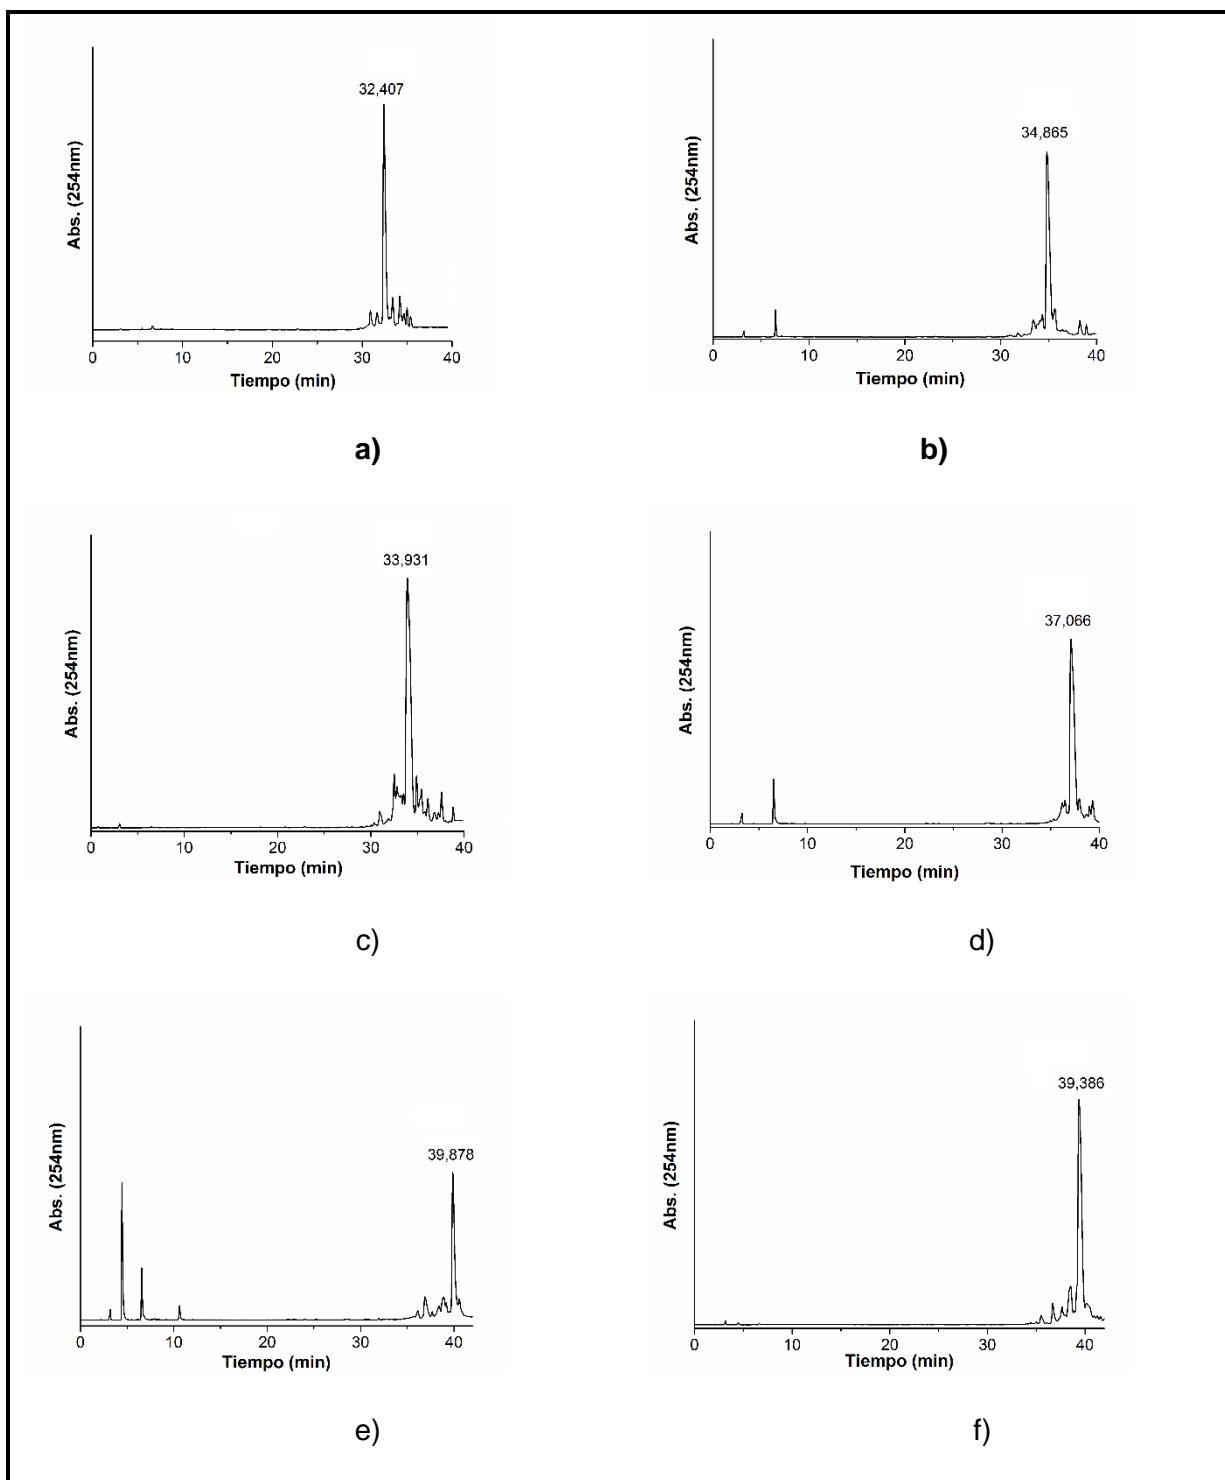 32,407
Abs. (254nm)
0 10 20 30 40
Tiempo (min)
a)
34,865
Abs. (254nm
0 10 20 30 40
Tiempo (min)
b)
33,931
Abs. (254nm)
0 10 20 30 40
Tiempo (min)
c)
37,066
Abs. (254nm)
0 10 20 30 40
Tiempo (min)
d)
39,878
Abs. (254nm)
0 10 20 30 40
Tiempo (min)
e)
39,386
Abs. (254nm)
0 10 20 30 40
Tiempo (min)
f)